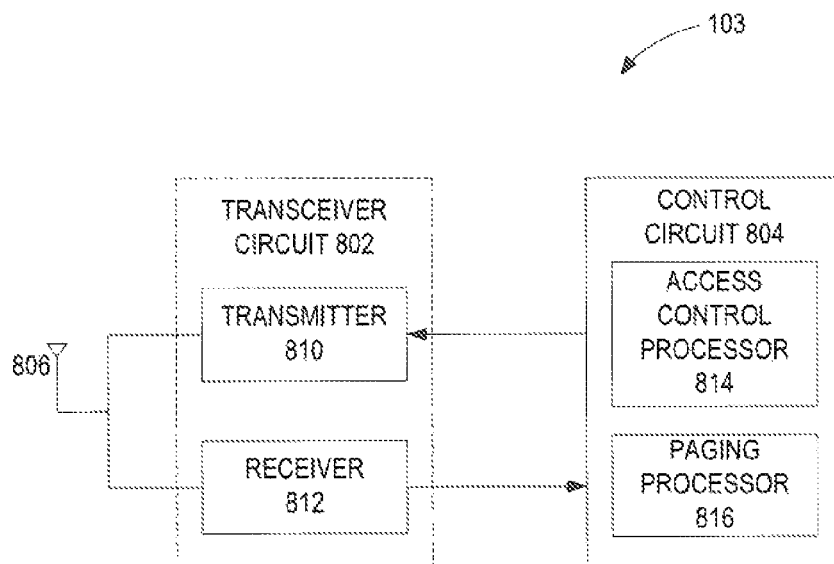 103
TRANSCEIVER
CIRCUIT 802
TRANSMITTER
810
806
RECEIVER
812
CONTROL
CIRCUIT 804
ACCESS
CONTROL
PROCESSOR
814
PAGING
PROCESSOR
816